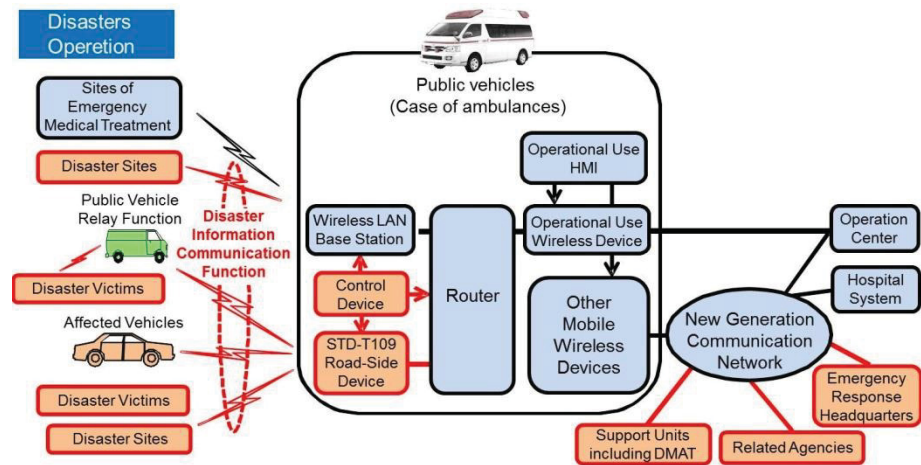 Disasters
Operetion
Public vehicles
(Case of ambulances)
Sites of
Emergency
Medical Treatment
Disaster Sites
Public Vehicle
Relay Function
Disaster
Information
Communication
Function
Disaster Victims
Affected Vehicles
Disaster Victims
Disaster Sites
Wireless LAN
Base Station
Control
Device
STD-T109
Road-Side
Device
Router
Operational Use
HMI
Operational Use
Wireless Device
Other
Mobile
Wireless
Devices
Operation
Center
Hospital
System
New Generation
Communication
Network
Emergency
Response
Headquarters
Support Units
including DMAT
Related Agencies